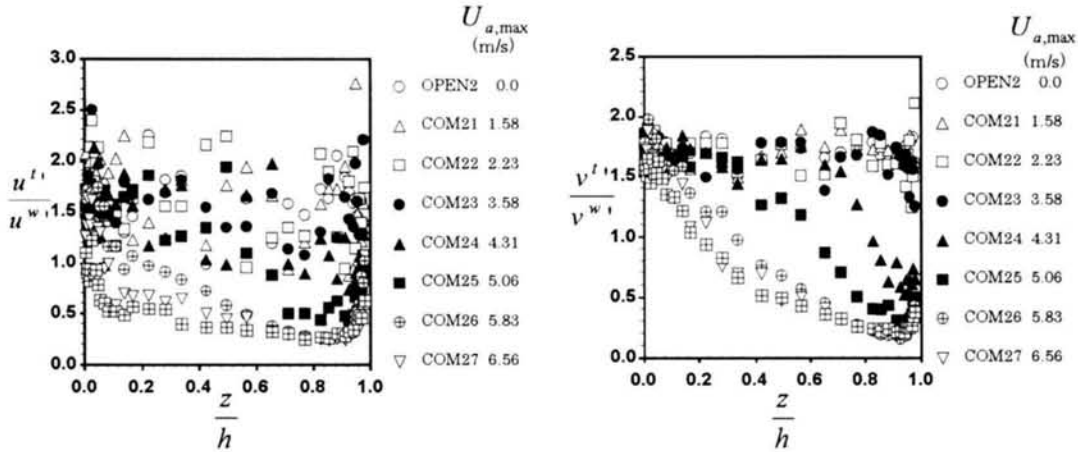 U a,max
(m/s)
3.0
2.5
2.0
1.5
1.0
0.5
0.0
0.0 0.2 0.4 0.6 0.8 1.0
u t '
u w '
z
h
OPEN2 0.0
COM21 1.58
COM22 2.23
COM23 3.58
COM24 4.31
COM25 5.06
COM26 5.83
COM27 6.56
U a,max
(m/s)
2.5
2.0
1.5
1.0
0.5
0.0
0.0 0.2 0.4 0.6 0.8 1.0
v t '
v w '
z
h
OPEN2 0.0
COM21 1.58
COM22 2.23
COM23 3.58
COM24 4.31
COM25 5.06
COM26 5.83
COM27 6.56